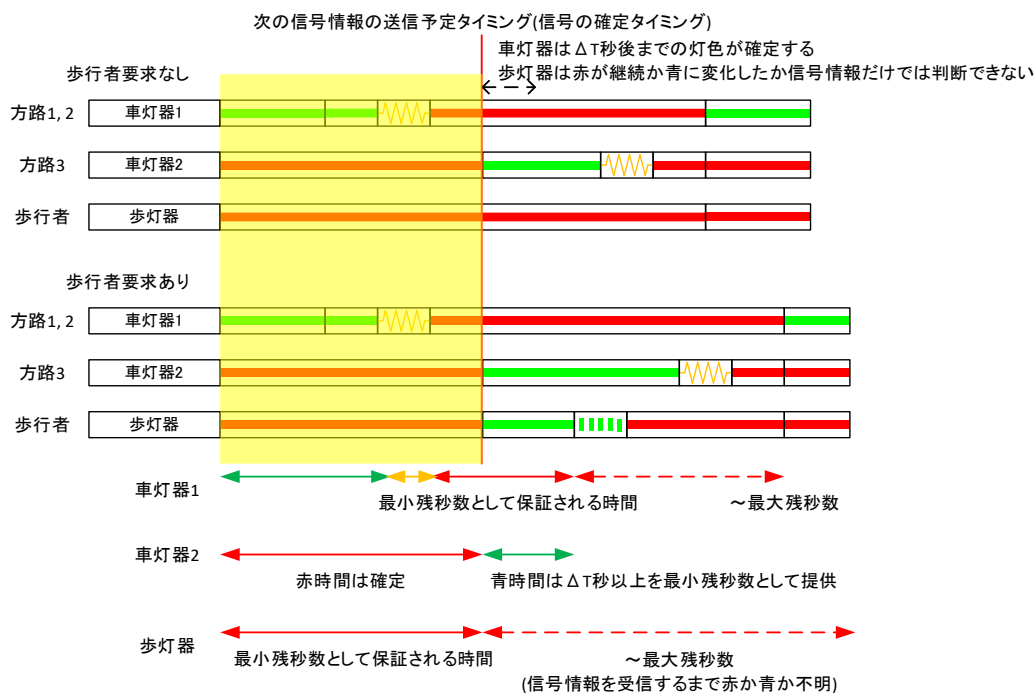 次の信号情報の送信予定タイミング(信号の確定タイミング)
車灯器はΔT秒後までの灯色が確定する
歩灯器は赤が継続か青に変化したか信号情報だけでは判断できない
歩行者要求なし
方路1, 2 車灯器1
方路3 車灯器2
歩行者 歩灯器
歩行者要求あり
方路1, 2 車灯器1
方路3 車灯器2
歩行者 歩灯器
車灯器1
最小残秒数として保証される時間 ～最大残秒数
車灯器2
赤時間は確定 青時間はΔT秒以上を最小残秒数として提供
歩灯器
最小残秒数として保証される時間 ～最大残秒数
(信号情報を受信するまで赤か青か不明)